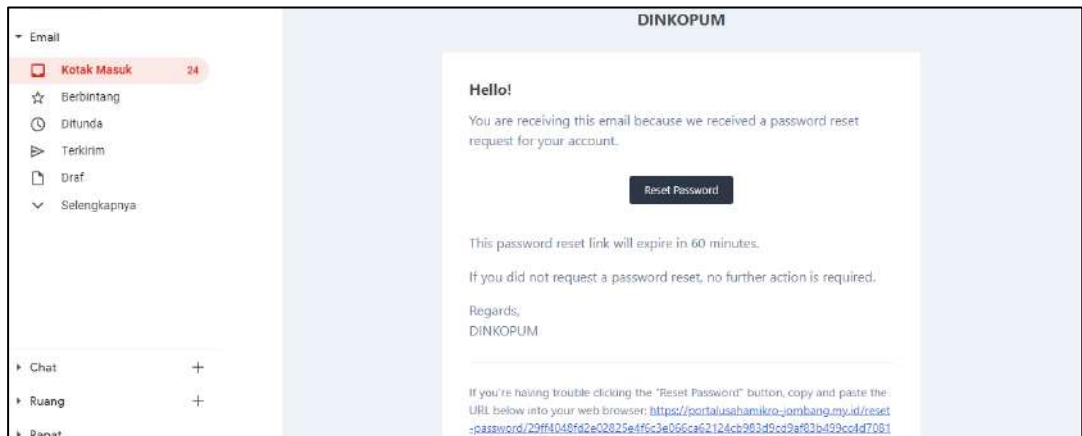 Email
Kotak Masuk 24
Berbintang
Ditunda
Terkirim
Draf
Selengkapnya
Chat
Ruang
Rapat
DINKOPUM
Hello!
You are receiving this email because we received a password reset
request for your account.
Reset Password
This password reset link will expire in 60 minutes.
If you did not request a password reset, no further action is required.
Regards,
DINKOPUM
If you're having trouble clicking the "Reset Password" button, copy and paste the
URL below into your web browser: https://portalusahamikro-jombang.my.id/reset
-password/29ff4048fd2e02825e4f6c3e066ca62124cb983d9cd9af83b499cc4d7081